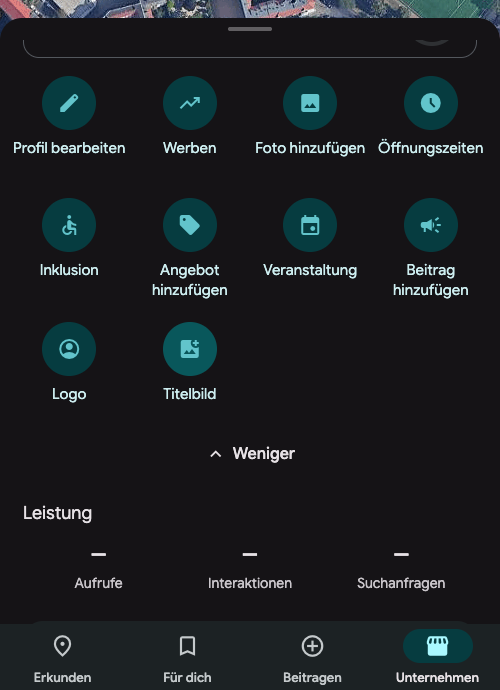 Profil bearbeiten Werben Foto hinzufügen Öffnungszeiten
Inklusion Angebot hinzufügen Veranstaltung Beitrag hinzufügen
Logo Titelbild
Weniger
Leistung
– – –
Aufrufe Interaktionen Suchanfragen
Erkunden Für dich Beitragen Unternehmen